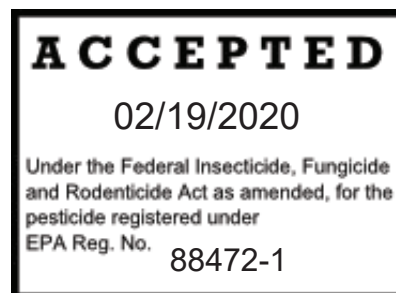 ACCEPTED
02/19/2020
Under the Federal Insecticide, Fungicide
and Rodenticide Act as amended, for the
pesticide registered under
EPA Reg. No. 88472-1